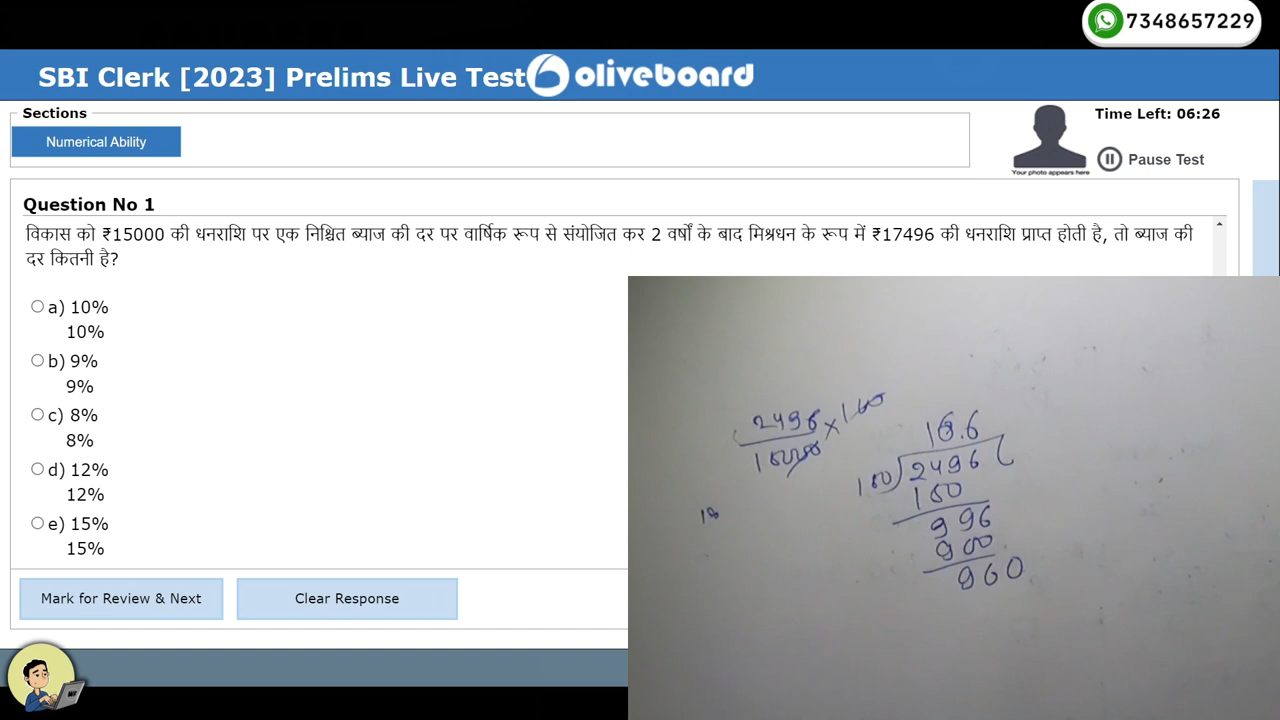 7348657229
SBI Clerk [2023] Prelims Live Test oliveboard
Sections
Numerical Ability
Time Left: 06:26
Your photo appears here
Pause Test
Question No 1
विकास को ₹15000 की धनराशि पर एक निश्चित ब्याज की दर पर वार्षिक रूप से संयोजित कर 2 वर्षों के बाद मिश्रधन के रूप में ₹17496 की धनराशि प्राप्त होती है, तो ब्याज की
दर कितनी है?
a) 10%
10%
b) 9%
9%
c) 8%
8%
d) 12%
12%
e) 15%
15%
Mark for Review & Next
Clear Response
2496 × 100
15000
16.6
150) 2496 (
150
996
900
960